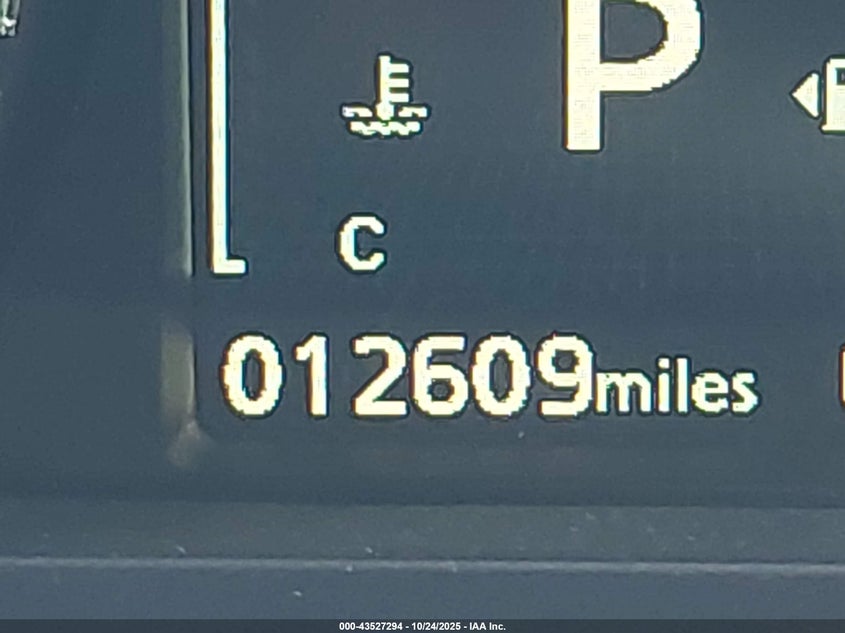 P
C
012609miles
000-43527294 - 10/24/2025 - IAA Inc.